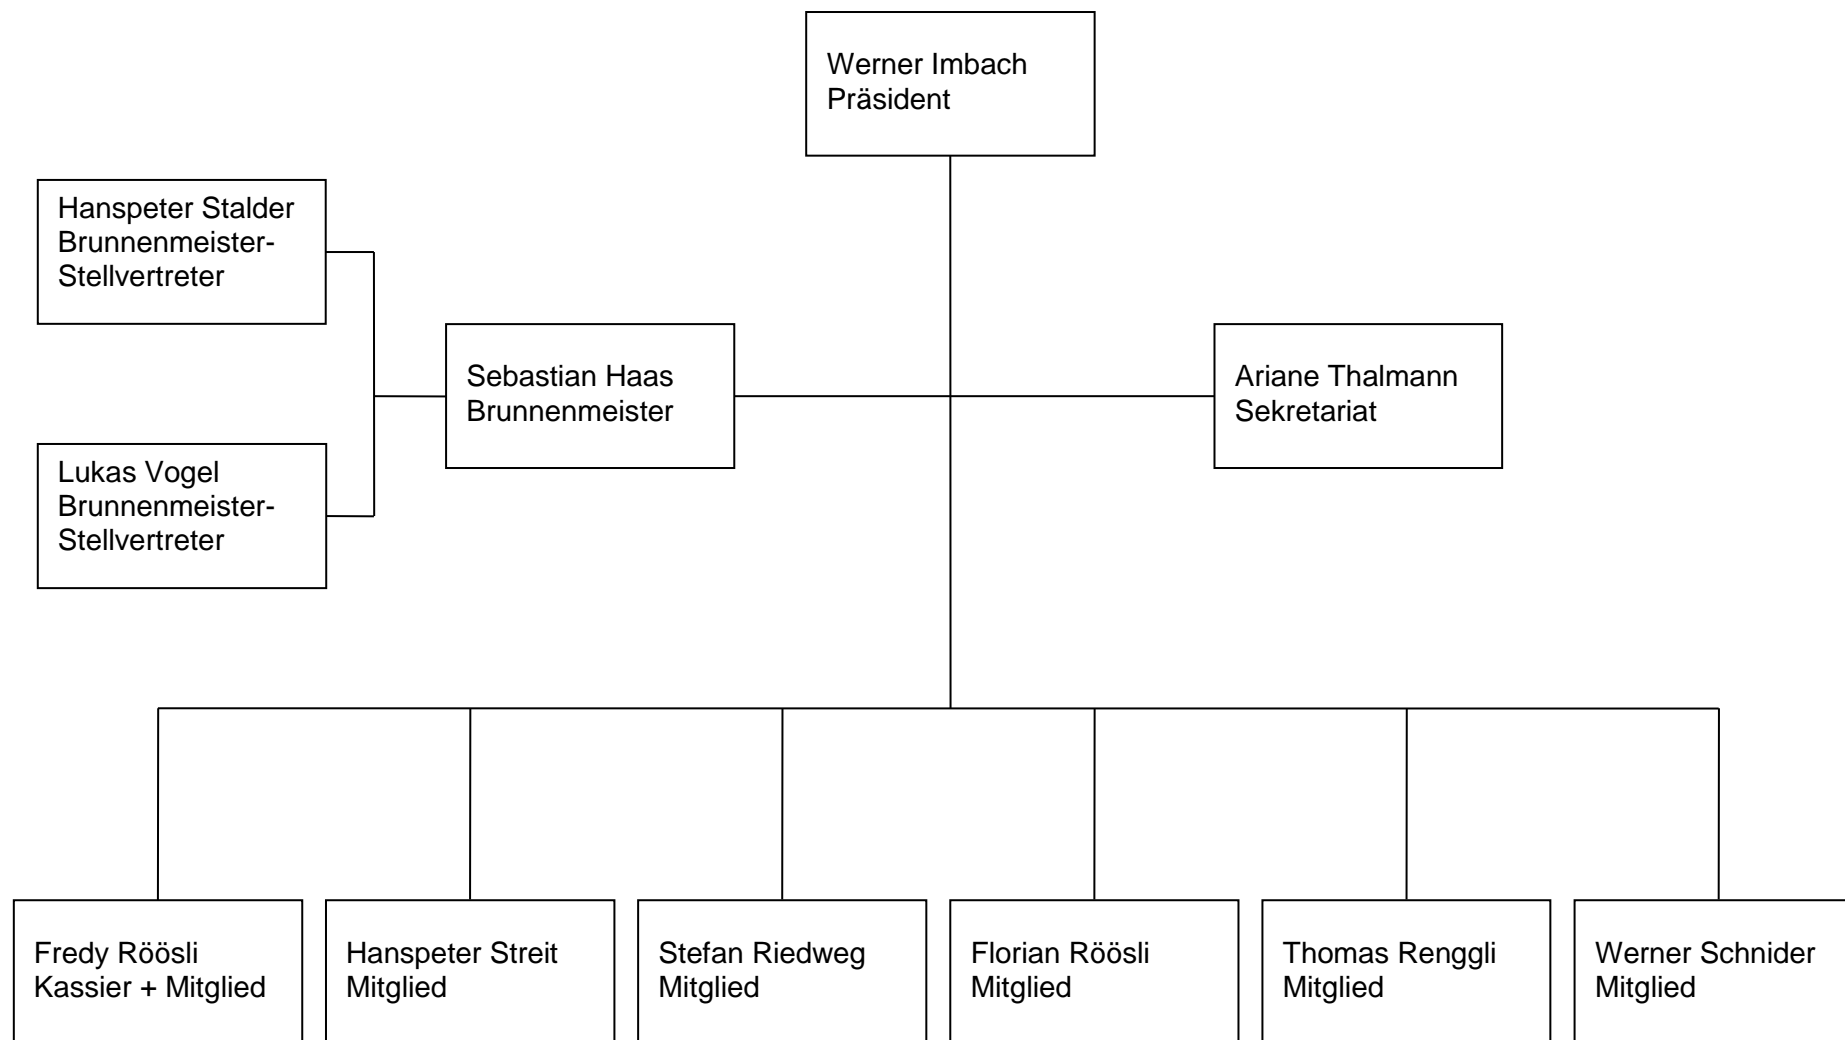 Werner Imbach
Präsident
Hanspeter Stalder
Brunnenmeister-
Stellvertreter
Sebastian Haas
Brunnenmeister
Ariane Thalmann
Sekretariat
Lukas Vogel
Brunnenmeister-
Stellvertreter
Fredy Röösli
Kassier + Mitglied
Hanspeter Streit
Mitglied
Stefan Riedweg
Mitglied
Florian Röösli
Mitglied
Thomas Renggli
Mitglied
Werner Schnider
Mitglied